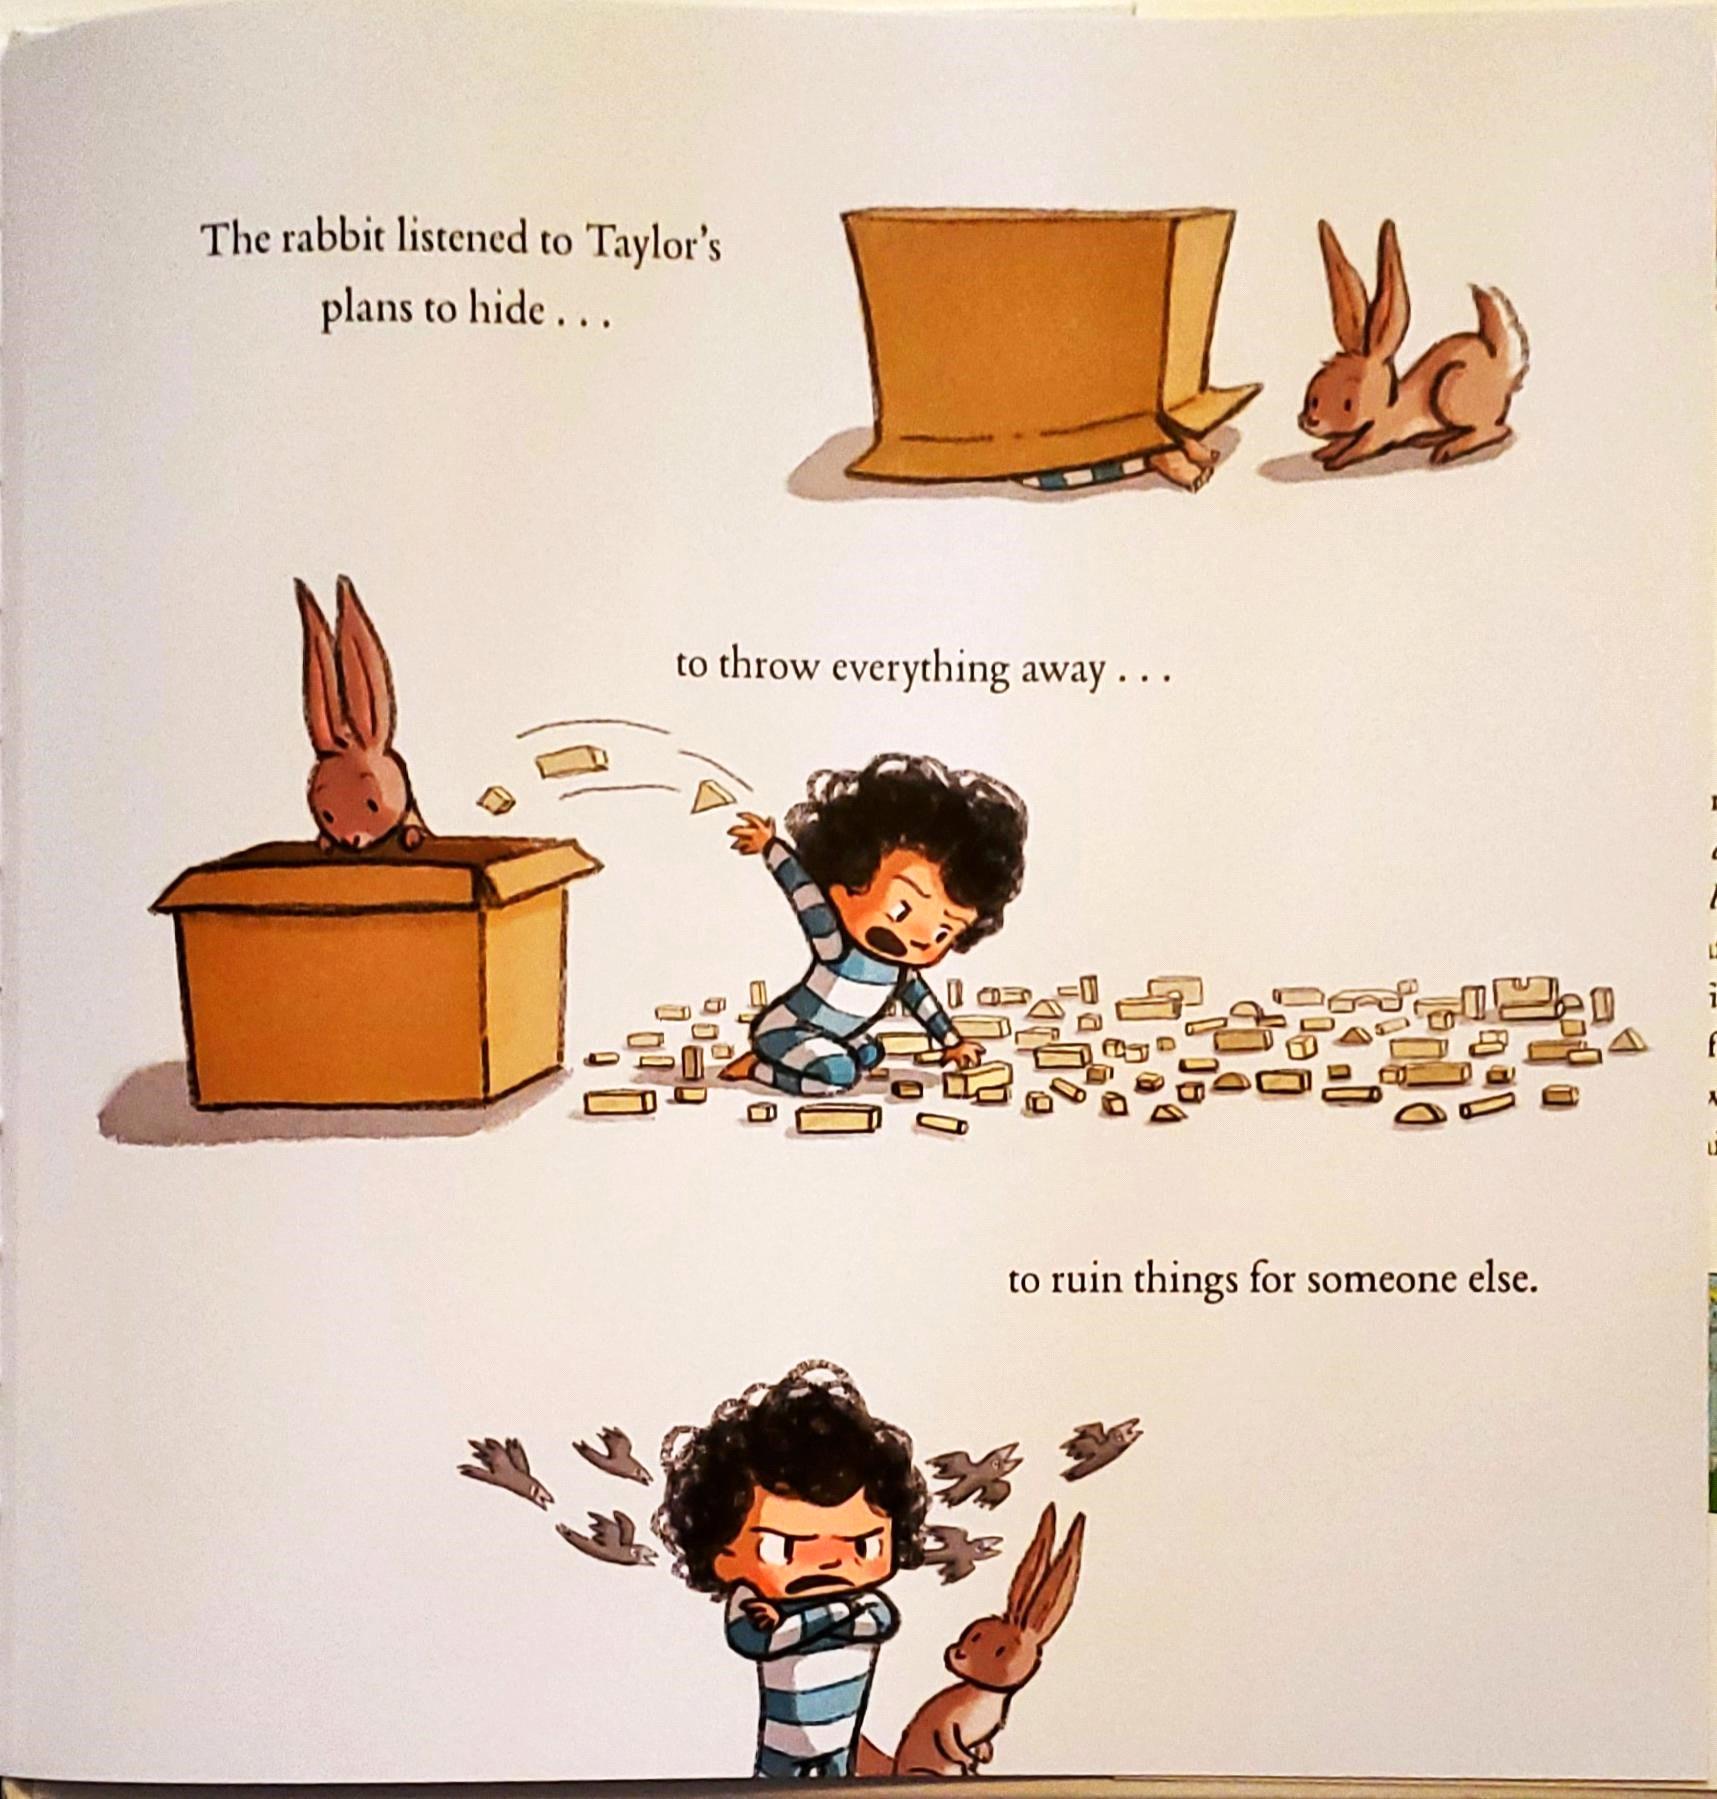 The rabbit listened to Taylor's
plans to hide . . .
to throw everything away . . .
to ruin things for someone else.